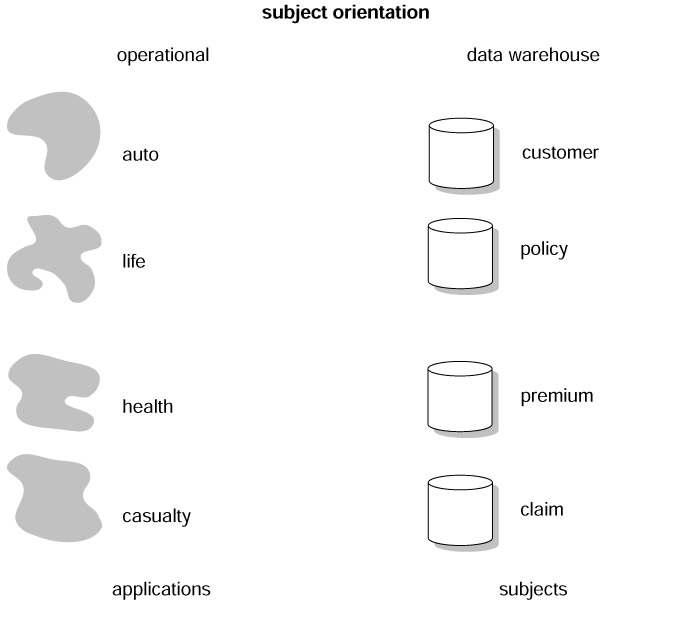 subject orientation
operational
data warehouse
auto
customer
life
policy
health
premium
casualty
claim
applications
subjects